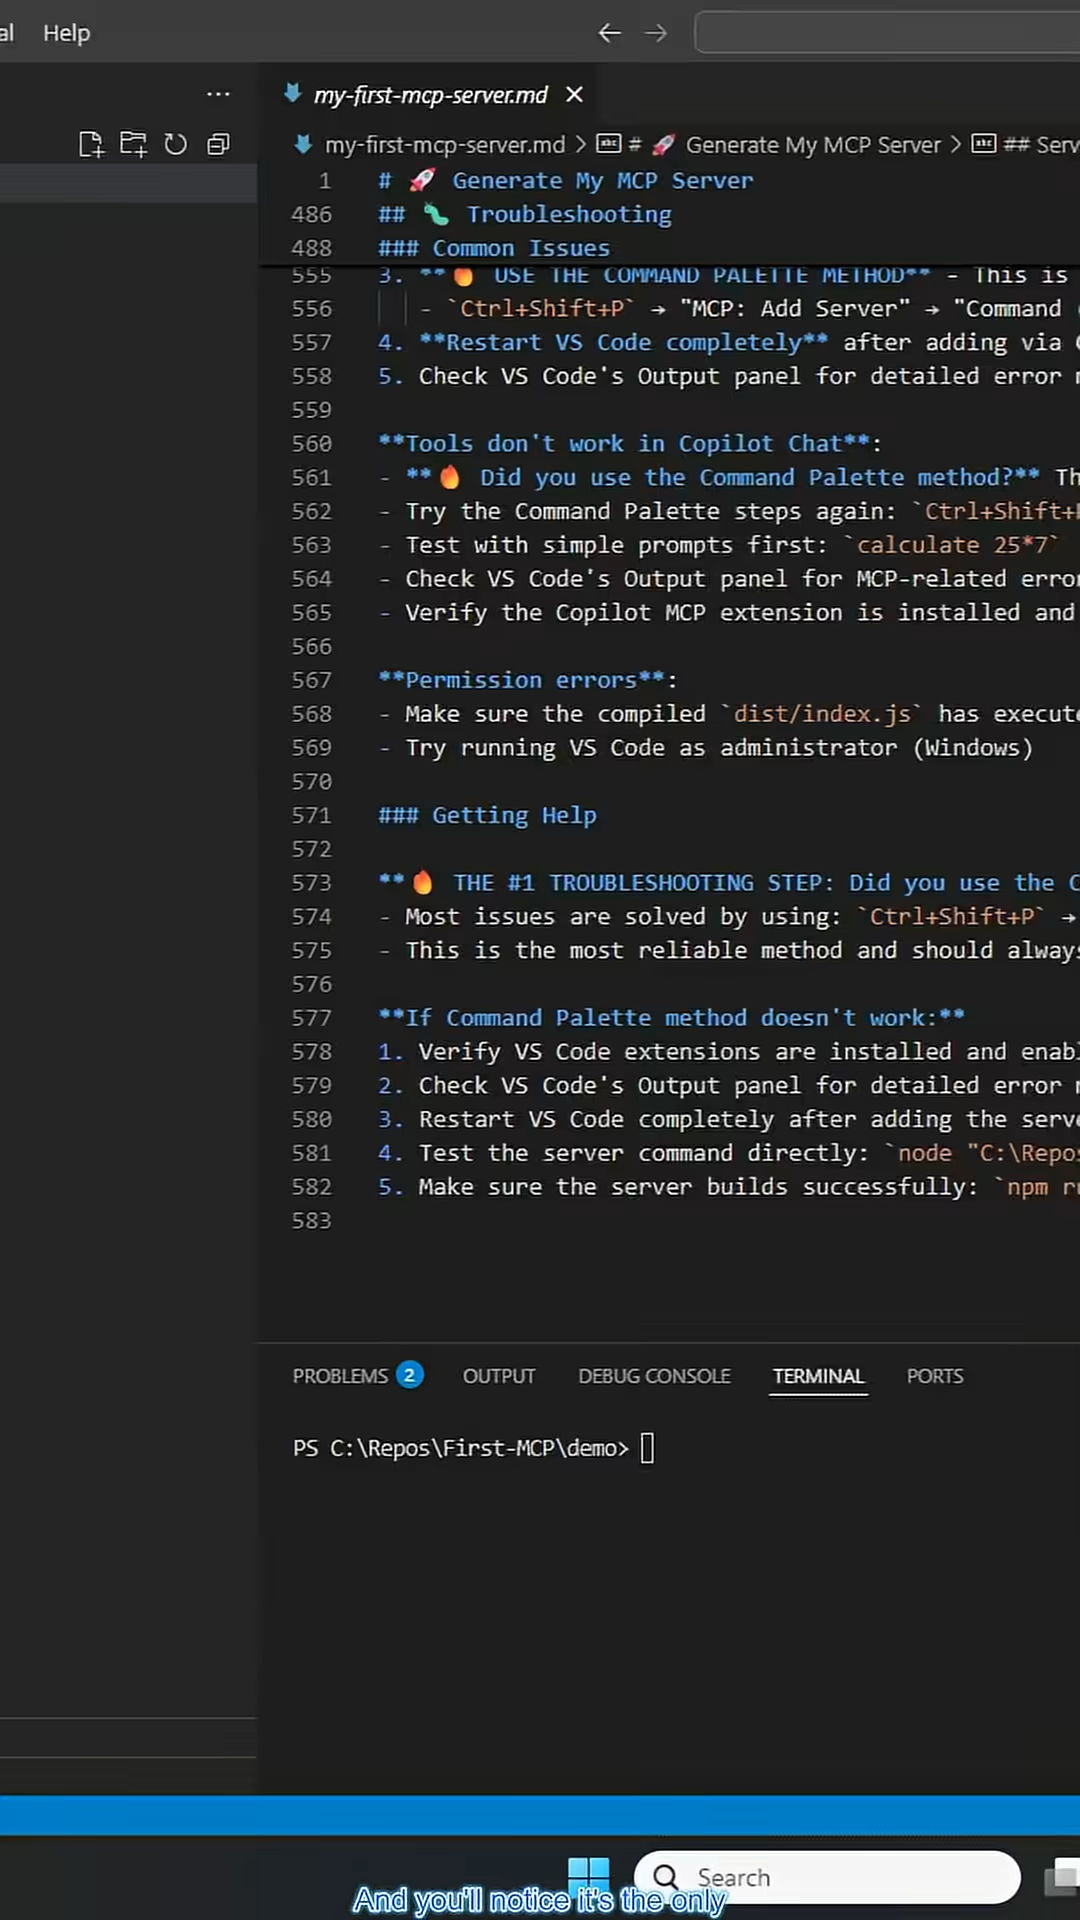 al Help
my-first-mcp-server.md
my-first-mcp-server.md > # 🚀 Generate My MCP Server > ## Serv
1 # 🚀 Generate My MCP Server
486 ## 🐛 Troubleshooting
488 ### Common Issues
555 3. **🔥 USE THE COMMAND PALETTE METHOD** - This is
556 - `Ctrl+Shift+P` → "MCP: Add Server" → "Command
557 4. **Restart VS Code completely** after adding via
558 5. Check VS Code's Output panel for detailed error
559
560 **Tools don't work in Copilot Chat**:
561 - **🔥 Did you use the Command Palette method?** Th
562 - Try the Command Palette steps again: `Ctrl+Shift+
563 - Test with simple prompts first: `calculate 25*7`
564 - Check VS Code's Output panel for MCP-related error
565 - Verify the Copilot MCP extension is installed and
566
567 **Permission errors**:
568 - Make sure the compiled `dist/index.js` has execute
569 - Try running VS Code as administrator (Windows)
570
571 ### Getting Help
572
573 **🔥 THE #1 TROUBLESHOOTING STEP: Did you use the C
574 - Most issues are solved by using: `Ctrl+Shift+P` →
575 - This is the most reliable method and should always
576
577 **If Command Palette method doesn't work:**
578 1. Verify VS Code extensions are installed and enabl
579 2. Check VS Code's Output panel for detailed error
580 3. Restart VS Code completely after adding the serve
581 4. Test the server command directly: `node "C:\Repos
582 5. Make sure the server builds successfully: `npm r
583
PROBLEMS 2 OUTPUT DEBUG CONSOLE TERMINAL PORTS
PS C:\Repos\First-MCP\demo>
Search
And you'll notice it's the only